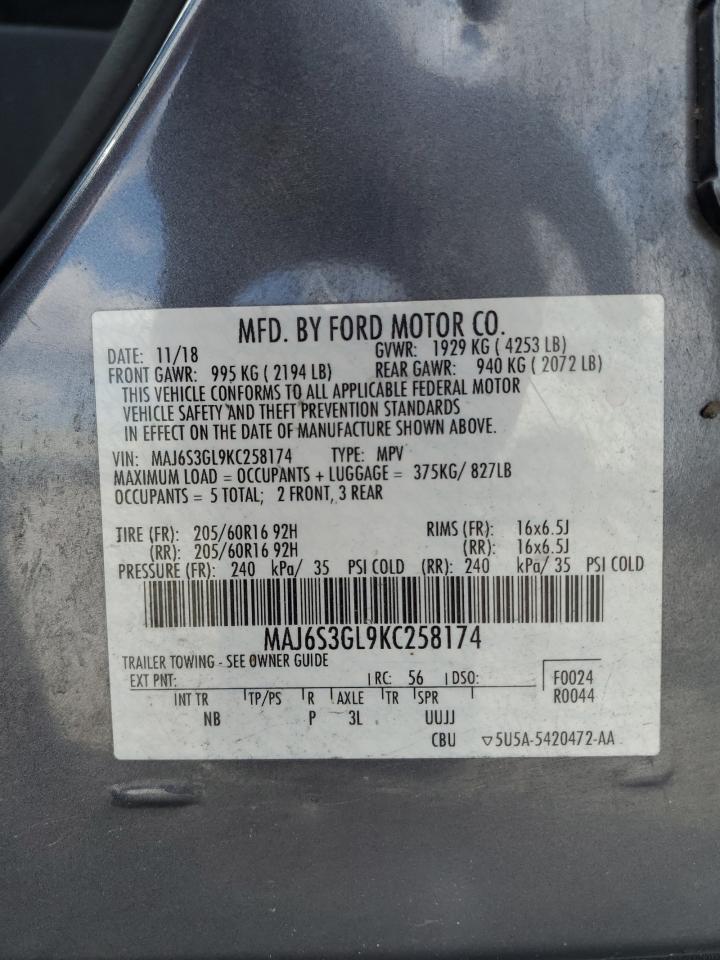 MFD. BY FORD MOTOR CO.
DATE: 11/18 GVWR: 1929 KG ( 4253 LB)
FRONT GAWR: 995 KG ( 2194 LB) REAR GAWR: 940 KG ( 2072 LB)
THIS VEHICLE CONFORMS TO ALL APPLICABLE FEDERAL MOTOR
VEHICLE SAFETY AND THEFT PREVENTION STANDARDS
IN EFFECT ON THE DATE OF MANUFACTURE SHOWN ABOVE.
VIN: MAJ6S3GL9KC258174 TYPE: MPV
MAXIMUM LOAD = OCCUPANTS + LUGGAGE = 375KG/ 827LB
OCCUPANTS = 5 TOTAL; 2 FRONT, 3 REAR
TIRE (FR): 205/60R16 92H RIMS (FR): 16x6.5J
(RR): 205/60R16 92H (RR): 16x6.5J
PRESSURE (FR): 240 kPa/ 35 PSI COLD (RR): 240 kPa/ 35 PSI COLD
MAJ6S3GL9KC258174
TRAILER TOWING - SEE OWNER GUIDE
EXT PNT: RC: 56 DSO: F0024
INT TR TP/PS R AXLE TR SPR R0044
NB P 3L UUJJ
CBU ▽5U5A-5420472-AA